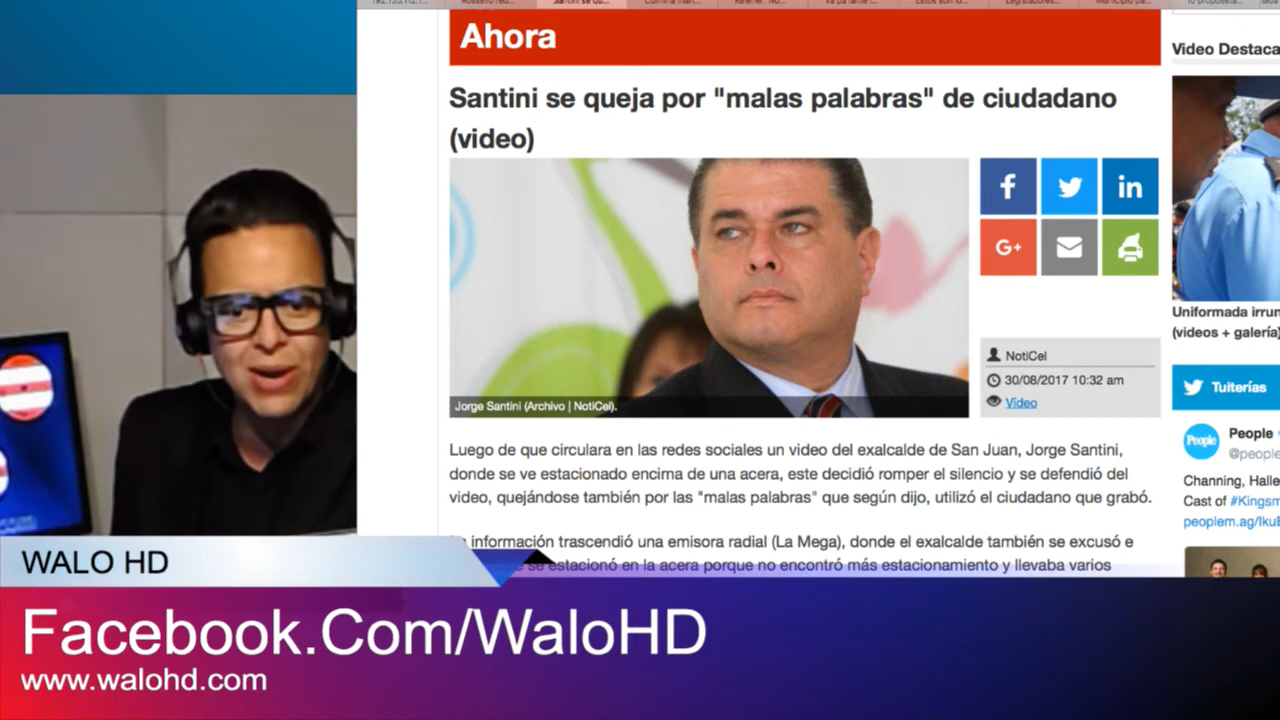 Ahora
Santini se queja por "malas palabras" de ciudadano
(video)
Jorge Santini (Archivo | NotiCel).
NotiCel
30/08/2017 10:32 am
Vídeo
Luego de que circulara en las redes sociales un video del exalcalde de San Juan, Jorge Santini,
donde se ve estacionado encima de una acera, este decidió romper el silencio y se defendió del
video, quejándose también por las "malas palabras" que según dijo, utilizó el ciudadano que grabó.
información trascendió una emisora radial (La Mega), donde el exalcalde también se excusó e
se estacionó en la acera porque no encontró más estacionamiento y llevaba varios
Video Destaca
Uniformada irrum
(videos + galería)
Tuiterías
People
People
@people
Channing, Halle
Cast of #Kingsm
peoplem.ag/Iku
WALO HD
Facebook.Com/WaloHD
www.walohd.com